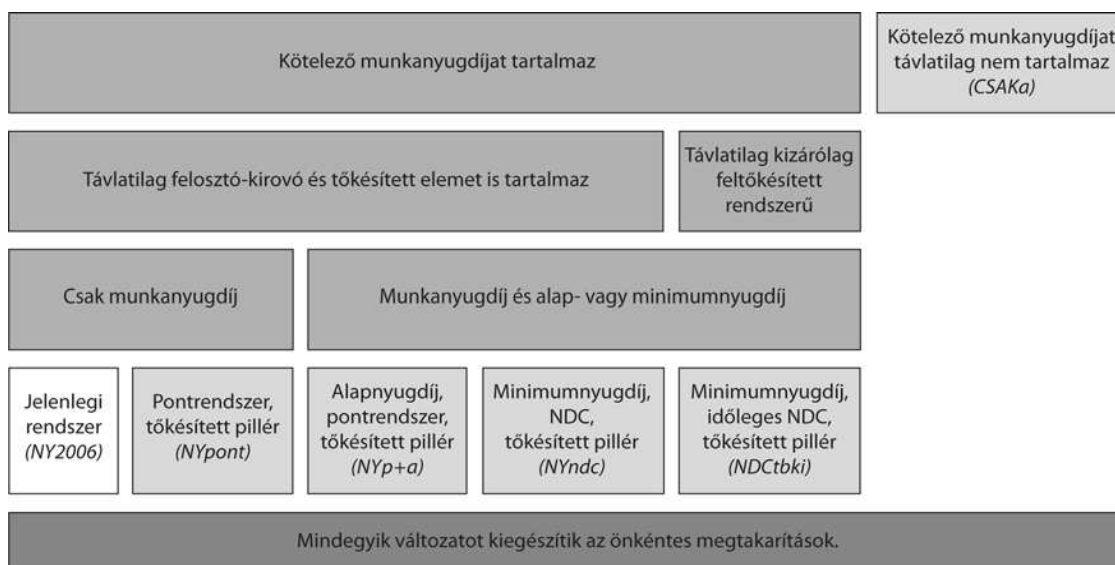 Kötelező munkanyugdíjat tartalmaz
Kötelező munkanyugdíjat
távlatilag nem tartalmaz
(CSAKa)
Távlatilag felosztó-kirovó és tőkésített elemet is tartalmaz
Távlatilag kizárólag
feltőkésített
rendszerű
Csak munkanyugdíj
Munkanyugdíj és alap- vagy minimumnyugdíj
Jelenlegi
rendszer
(NY2006)
Pontrendszer,
tőkésített pillér
(NYpont)
Alapnyugdíj,
pontrendszer,
tőkésített pillér
(NYp+a)
Minimumnyugdíj,
NDC,
tőkésített pillér
(NYndc)
Minimumnyugdíj,
időleges NDC,
tőkésített pillér
(NDCtbki)
Mindegyik változatot kiegészítik az önkéntes megtakarítások.